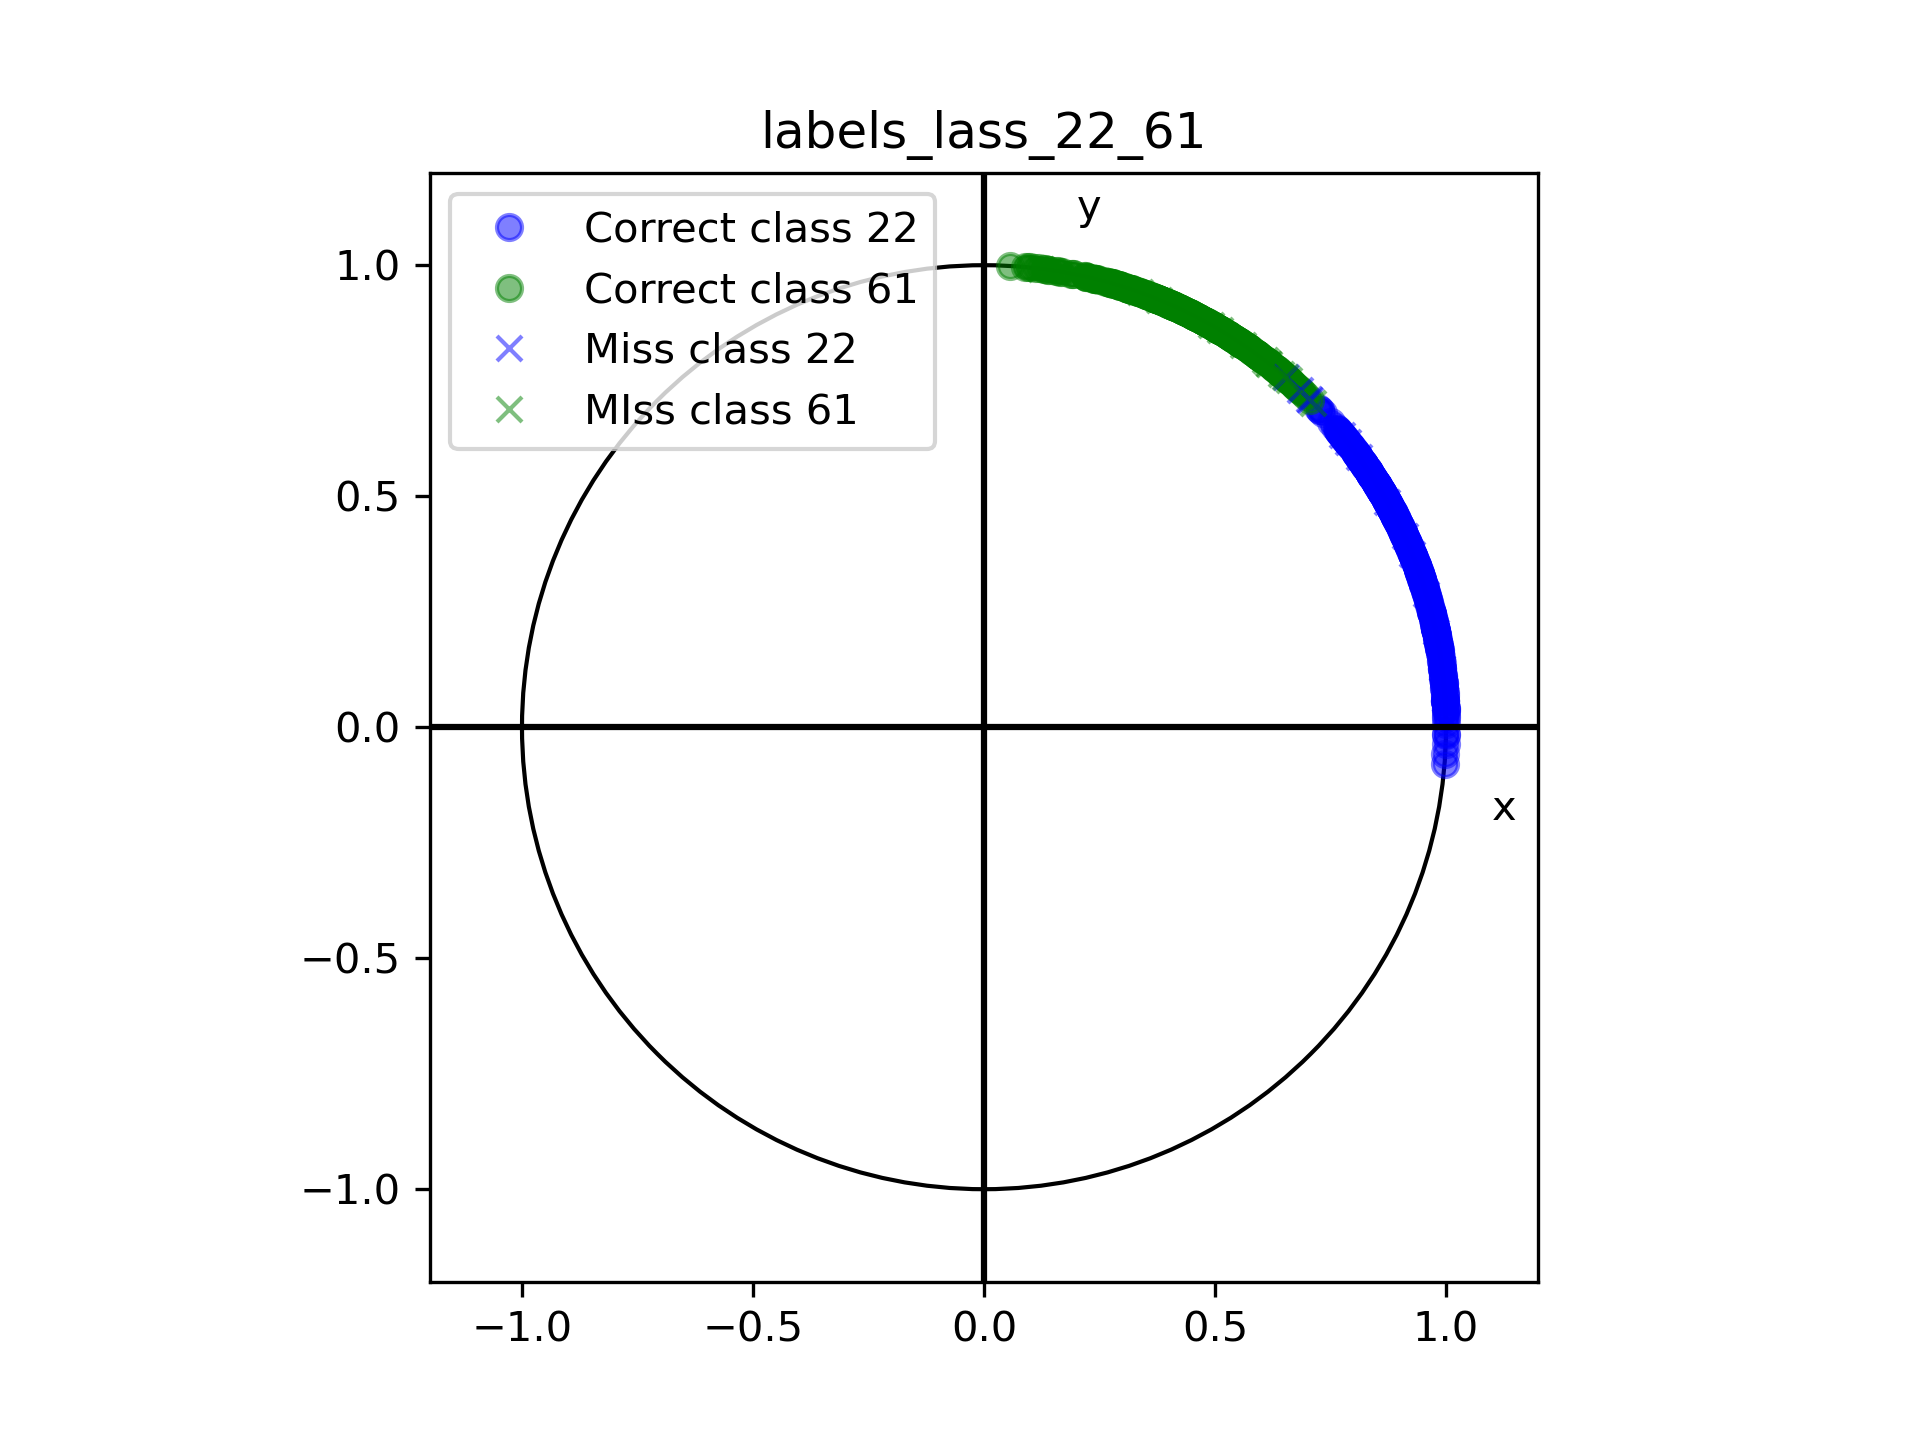 labels_lass_22_61
y
Correct class 22
Correct class 61
Miss class 22
MIss class 61
1.0
0.5
0.0
−0.5
−1.0
x
−1.0 −0.5 0.0 0.5 1.0